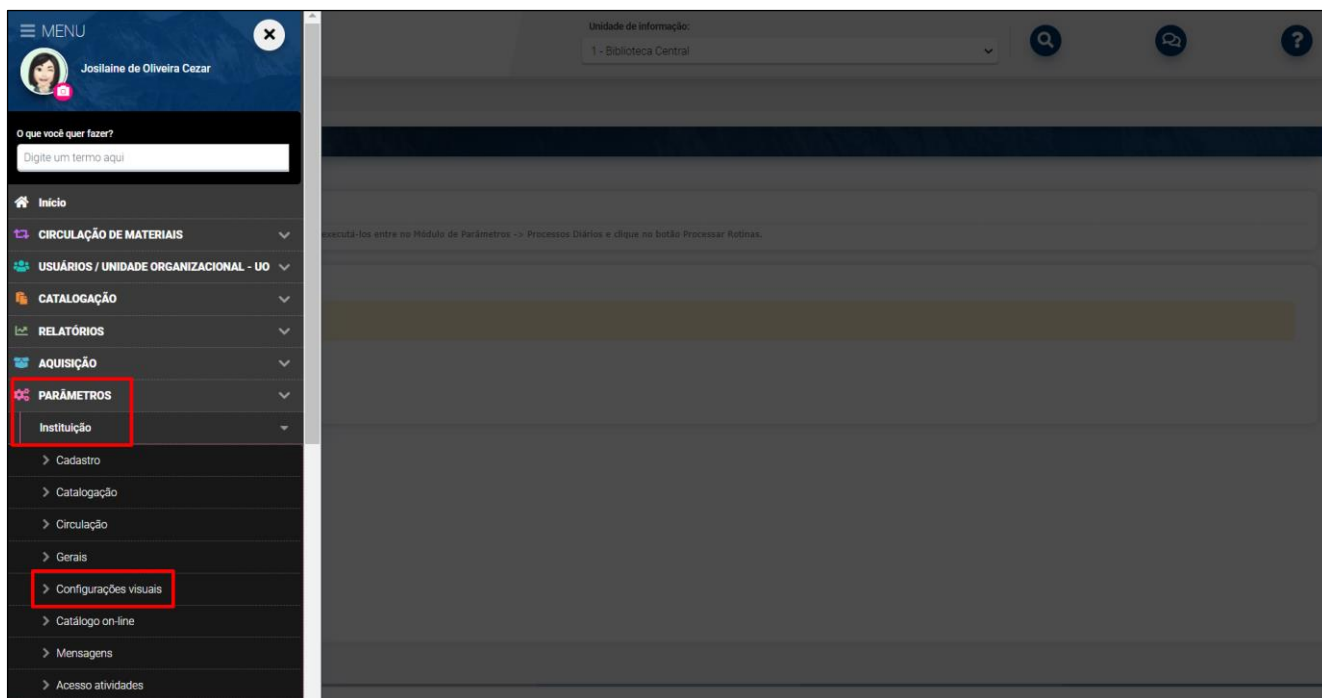 MENU
Josilaine de Oliveira Cezar
Unidade de informação:
1 - Biblioteca Central
?
O que você quer fazer?
Digite um termo aqui
Início
CIRCULAÇÃO DE MATERIAIS
executá-los entre no Módulo de Parâmetros -> Processos Diários e clique no botão Processar Rotinas.
USUÁRIOS / UNIDADE ORGANIZACIONAL - UO
CATALOGAÇÃO
RELATÓRIOS
AQUISIÇÃO
PARÂMETROS
Instituição
Cadastro
Catalogação
Circulação
Gerais
Configurações visuais
Catálogo on-line
Mensagens
Acesso atividades